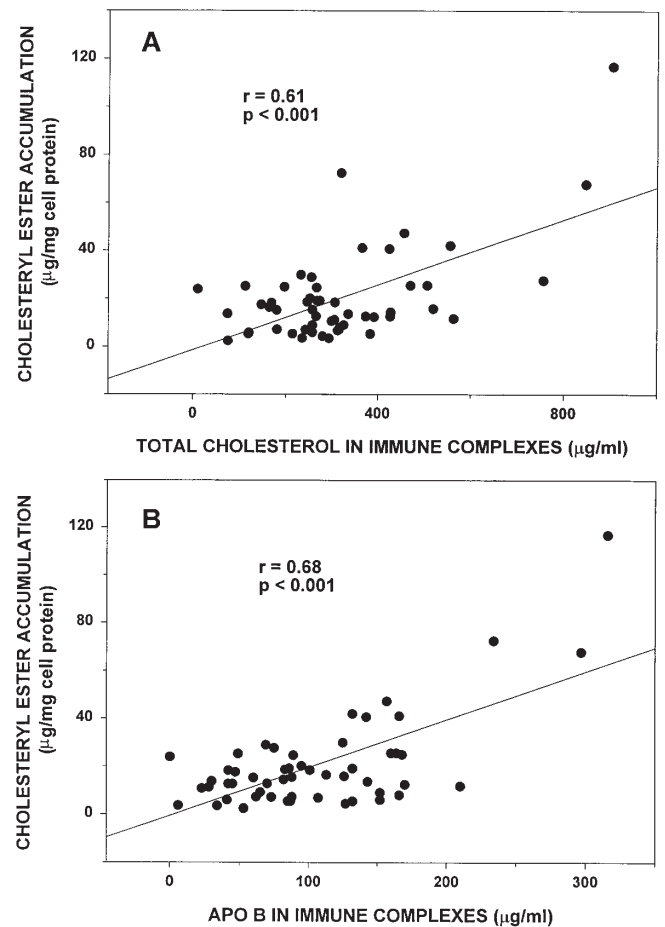 A
r = 0.61
p < 0.001
CHOLESTERYL ESTER ACCUMULATION
(μg/mg cell protein)
120
80
40
0
0 400 800
TOTAL CHOLESTEROL IN IMMUNE COMPLEXES (μg/ml)
B
r = 0.68
p < 0.001
CHOLESTERYL ESTER ACCUMULATION
(μg/mg cell protein)
120
80
40
0
0 100 200 300
APO B IN IMMUNE COMPLEXES (μg/ml)